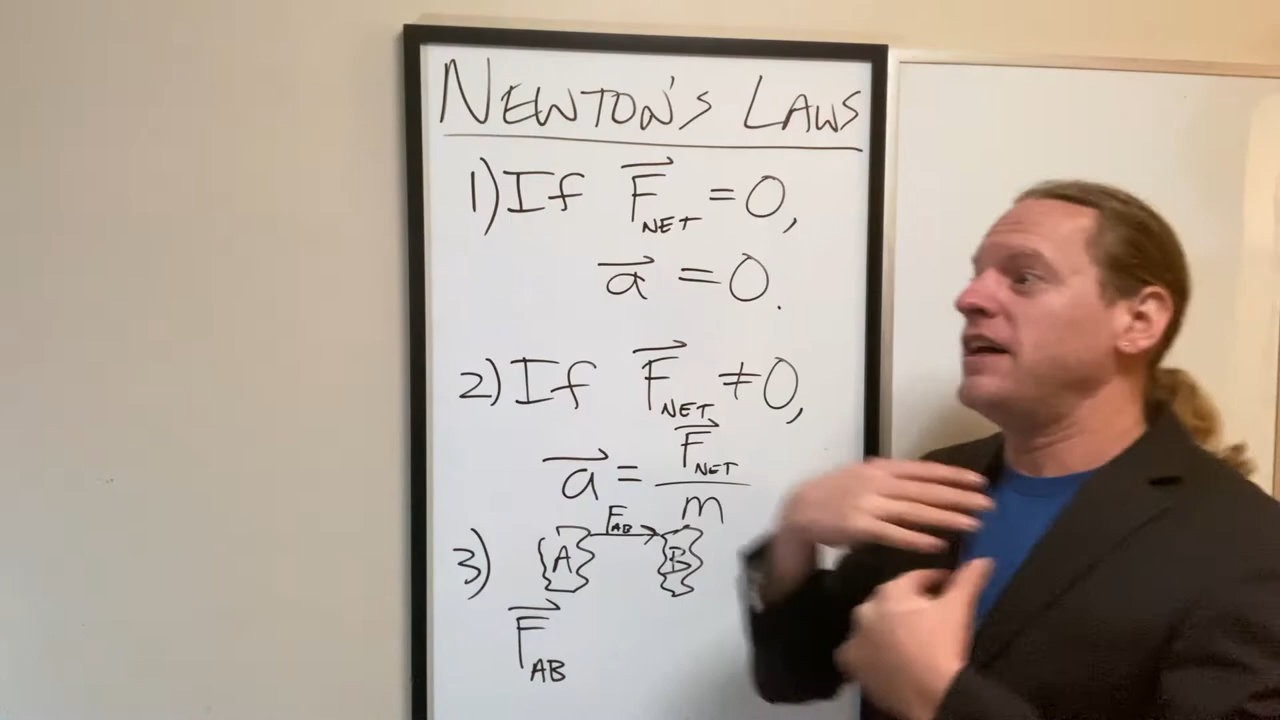 NEWTON'S LAWS
1) If F⃗NET = 0,
a⃗ = 0.
2) If F⃗NET ≠ 0,
a⃗ = F⃗NET / m
3) A FAB B
F⃗AB